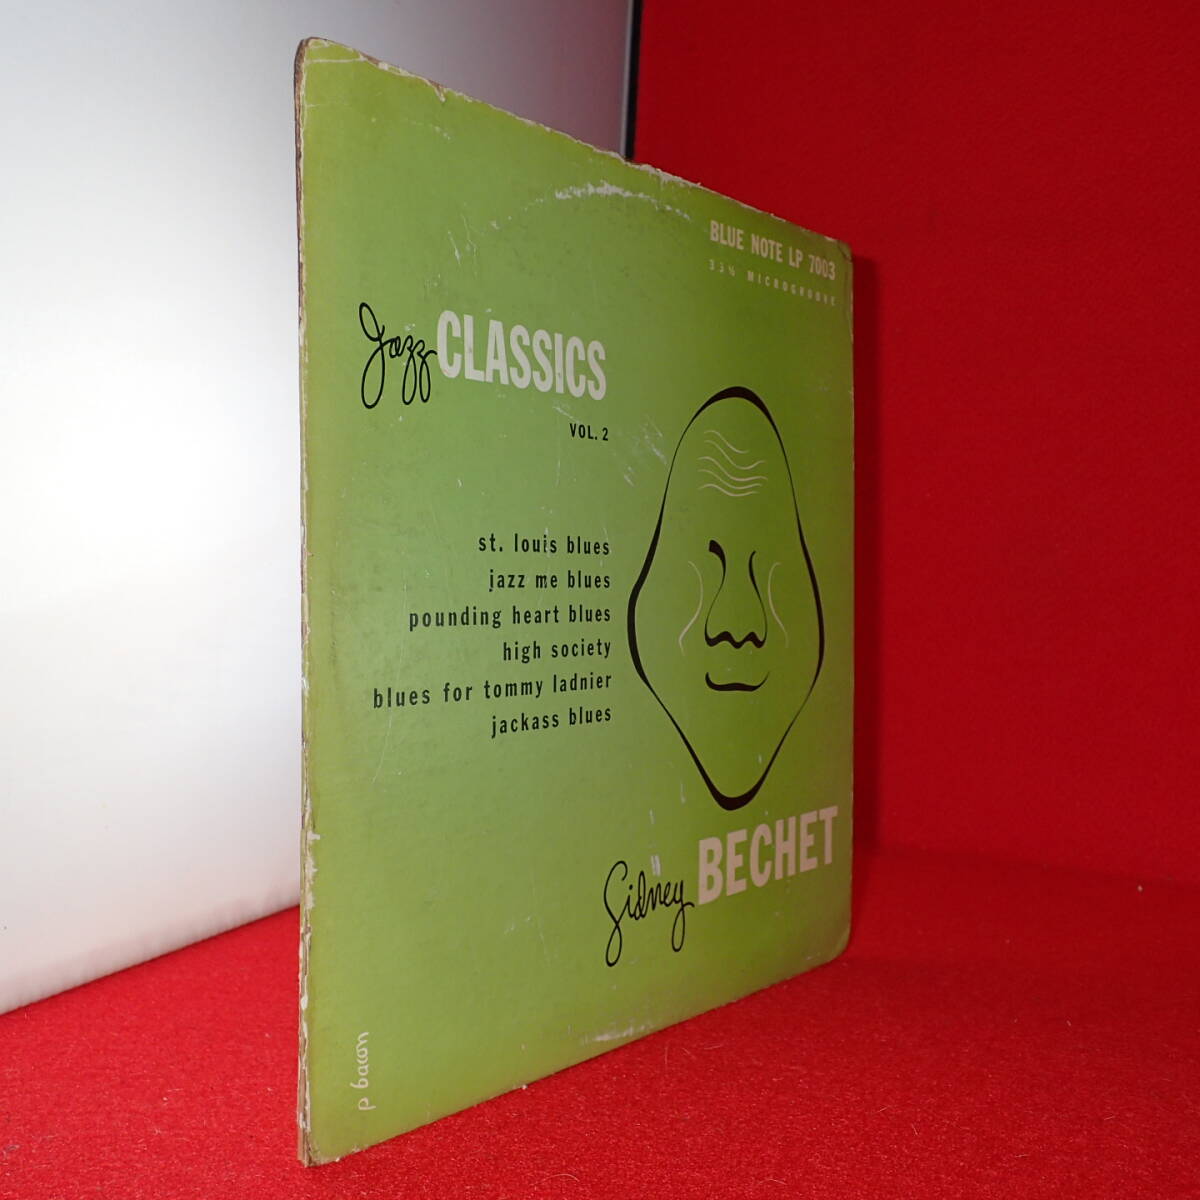 BLUE NOTE LP 7003
33⅓ MICROGROOVE
Jazz CLASSICS
VOL. 2
st. louis blues
jazz me blues
pounding heart blues
high society
blues for tommy ladnier
jackass blues
Sidney BECHET
p bacon